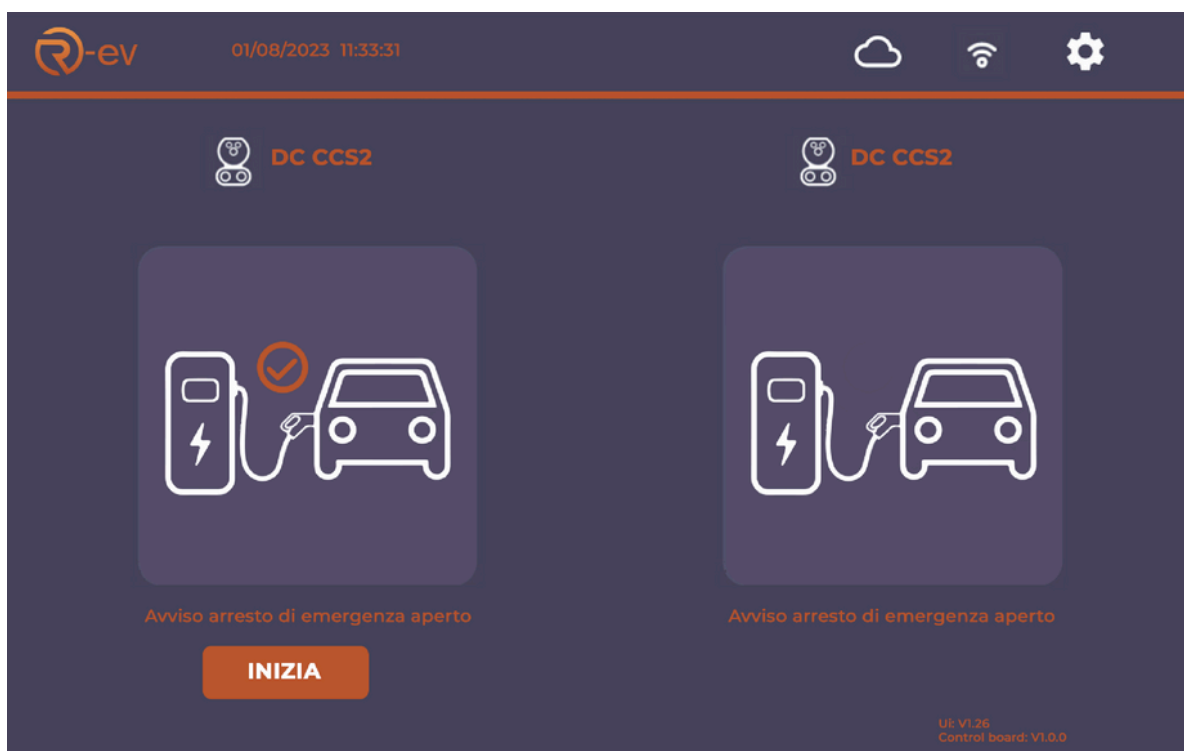 R-ev
01/08/2023 11:33:31
DC CCS2
DC CCS2
Avviso arresto di emergenza aperto
Avviso arresto di emergenza aperto
INIZIA
Ui: V1.26
Control board: V1.0.0